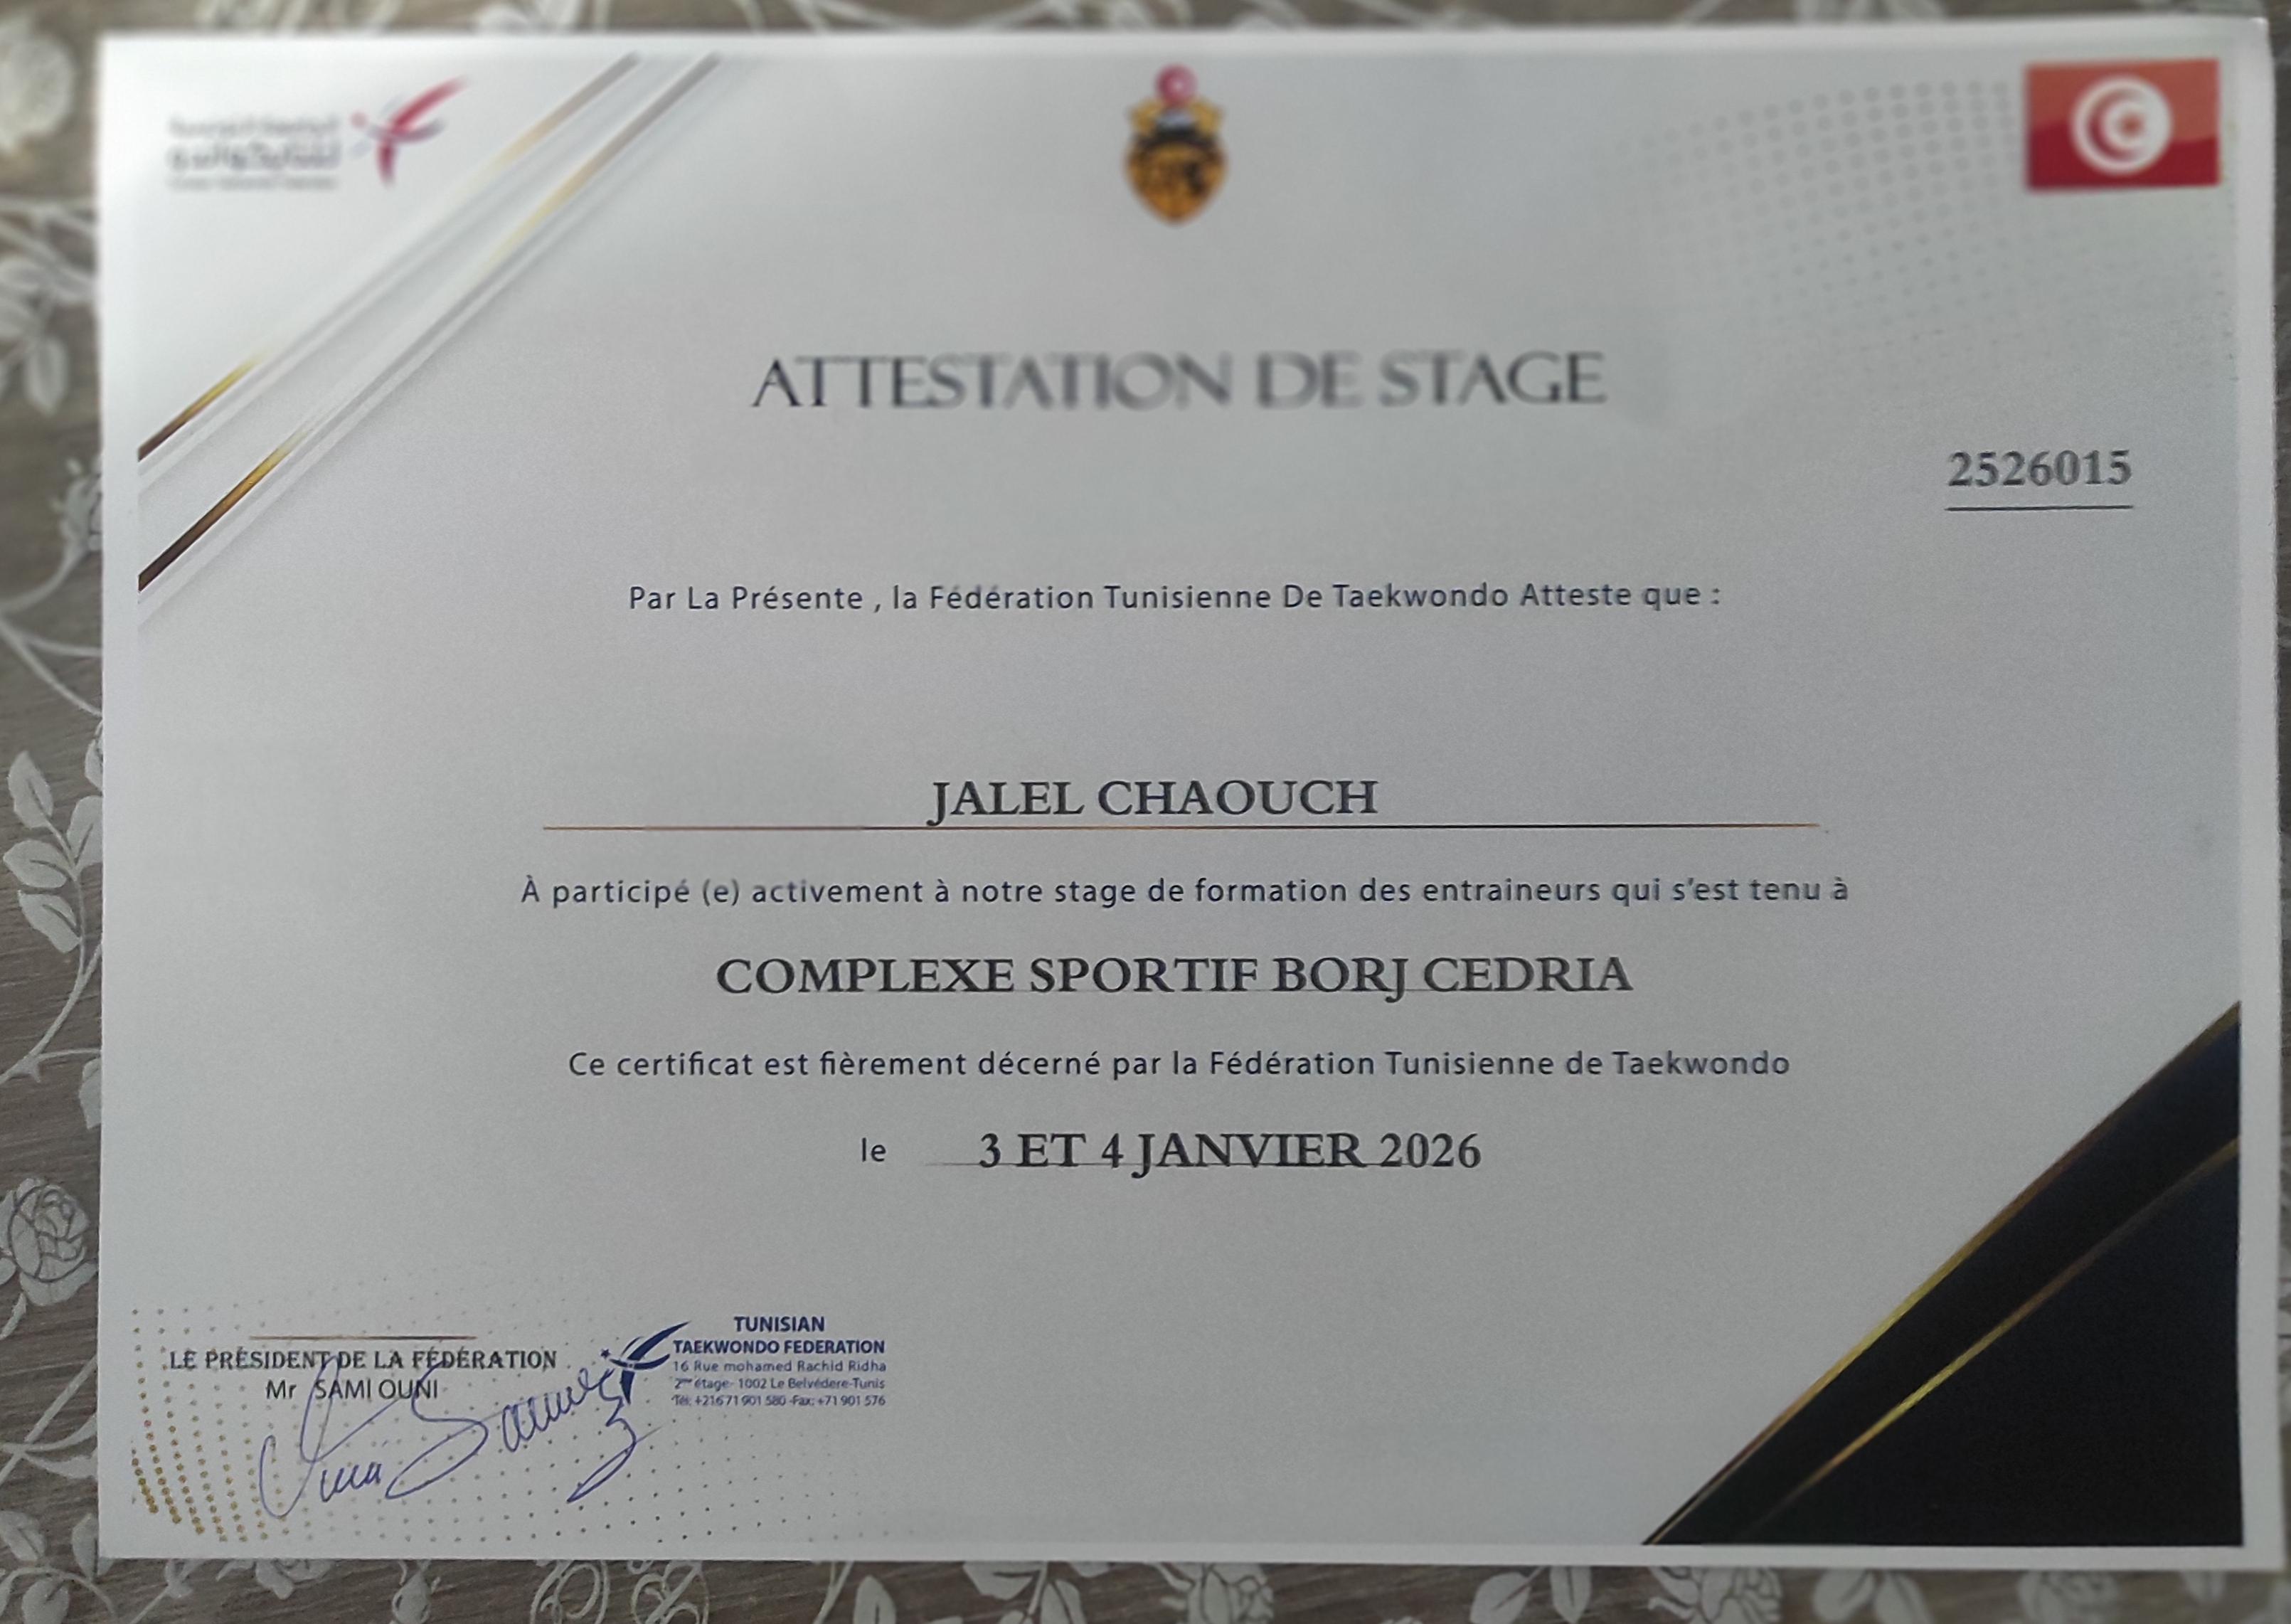 ATTESTATION DE STAGE
2526015
Par La Présente , la Fédération Tunisienne De Taekwondo Atteste que :
JALEL CHAOUCH
À participé (e) activement à notre stage de formation des entraineurs qui s'est tenu à
COMPLEXE SPORTIF BORJ CEDRIA
Ce certificat est fièrement décerné par la Fédération Tunisienne de Taekwondo
le 3 ET 4 JANVIER 2026
LE PRÉSIDENT DE LA FÉDÉRATION
Mr SAMI OUNI
TUNISIAN
TAEKWONDO FEDERATION
16 Rue mohamed Rachid Ridha
2ème étage- 1002 Le Belvédere-Tunis
Tél: +216 71 901 580 -Fax: +71 901 576